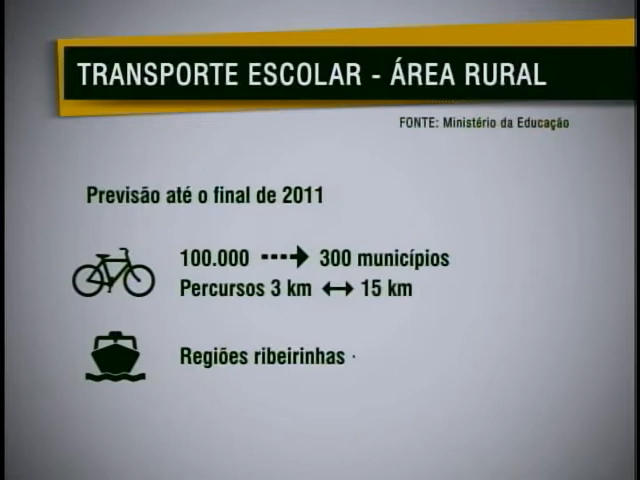 TRANSPORTE ESCOLAR - ÁREA RURAL
FONTE: Ministério da Educação
Previsão até o final de 2011
100.000 ---> 300 municípios
Percursos 3 km <-> 15 km
Regiões ribeirinhas